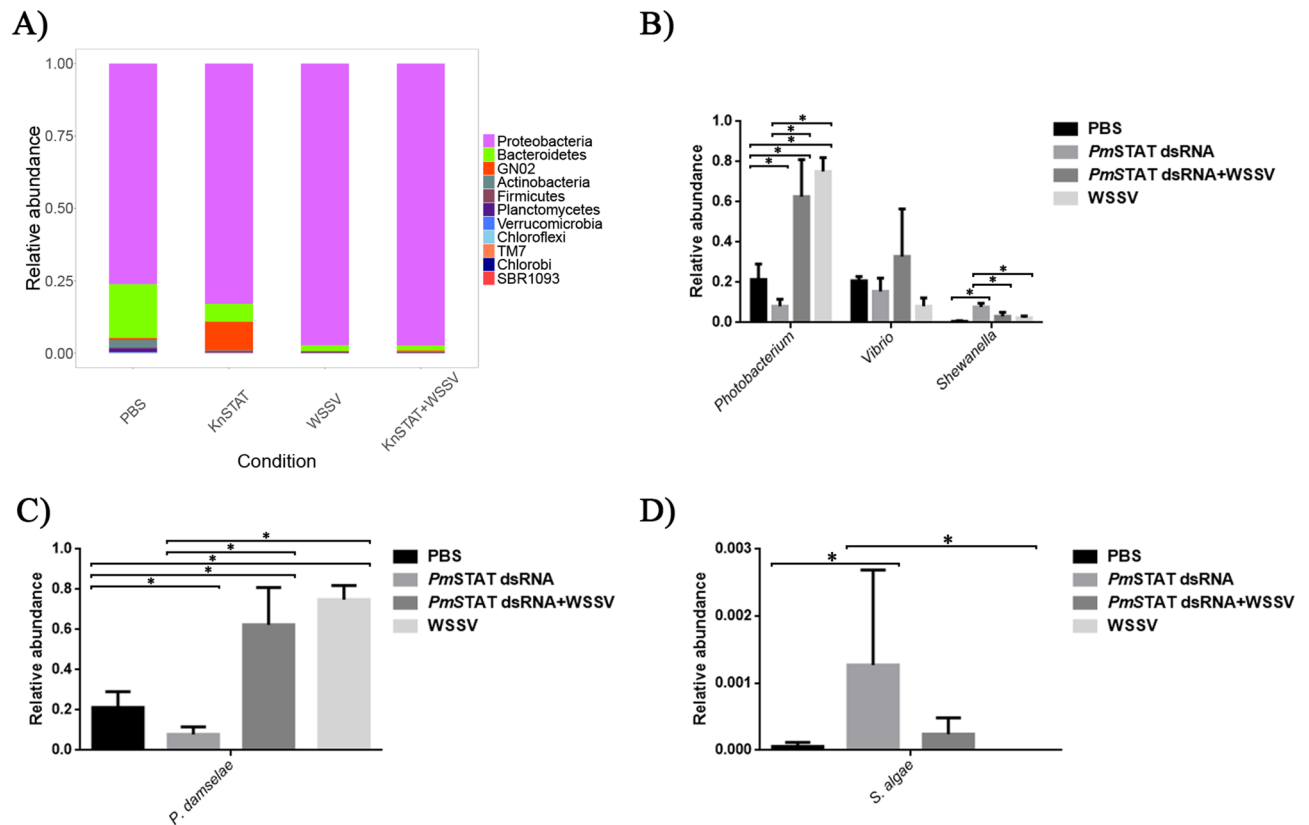 A)
1.00
0.75
0.50
0.25
0.00
Relative abundance
PBS
KnSTAT
WSSV
KnSTAT+WSSV
Condition
Proteobacteria
Bacteroidetes
GN02
Actinobacteria
Firmicutes
Planctomycetes
Verrucomicrobia
Chloroflexi
TM7
Chlorobi
SBR1093
B)
1.0
0.8
0.6
0.4
0.2
0.0
Relative abundance
*
*
*
*
*
*
*
*
Photobacterium
Vibrio
Shewanella
PBS
PmSTAT dsRNA
PmSTAT dsRNA+WSSV
WSSV
C)
1.0
0.8
0.6
0.4
0.2
0.0
Relative abundance
*
*
*
*
*
P. damselae
PBS
PmSTAT dsRNA
PmSTAT dsRNA+WSSV
WSSV
D)
0.003
0.002
0.001
0.000
Relative abundance
*
*
S. algae
PBS
PmSTAT dsRNA
PmSTAT dsRNA+WSSV
WSSV